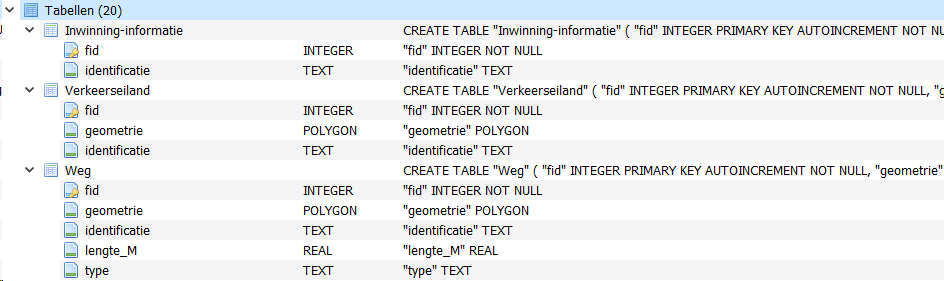 Tabellen (20)
Inwinning-informatie CREATE TABLE "Inwinning-informatie" ( "fid" INTEGER PRIMARY KEY AUTOINCREMENT NOT NU
fid INTEGER "fid" INTEGER NOT NULL
identificatie TEXT "identificatie" TEXT
Verkeerseiland CREATE TABLE "Verkeerseiland" ( "fid" INTEGER PRIMARY KEY AUTOINCREMENT NOT NULL, "g
fid INTEGER "fid" INTEGER NOT NULL
geometrie POLYGON "geometrie" POLYGON
identificatie TEXT "identificatie" TEXT
Weg CREATE TABLE "Weg" ( "fid" INTEGER PRIMARY KEY AUTOINCREMENT NOT NULL, "geometrie"
fid INTEGER "fid" INTEGER NOT NULL
geometrie POLYGON "geometrie" POLYGON
identificatie TEXT "identificatie" TEXT
lengte_M REAL "lengte_M" REAL
type TEXT "type" TEXT